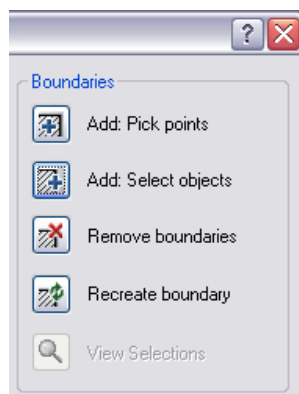 ?
Boundaries
Add: Pick points
Add: Select objects
Remove boundaries
Recreate boundary
View Selections